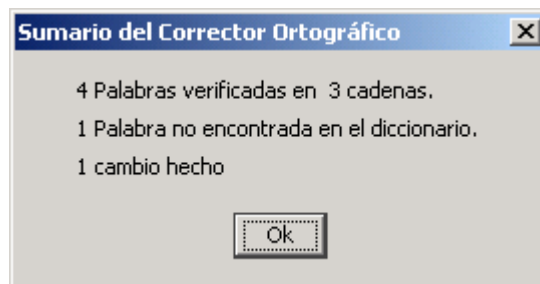 Sumario del Corrector Ortográfico
4 Palabras verificadas en  3 cadenas.
1 Palabra no encontrada en el diccionario.
1 cambio hecho
Ok